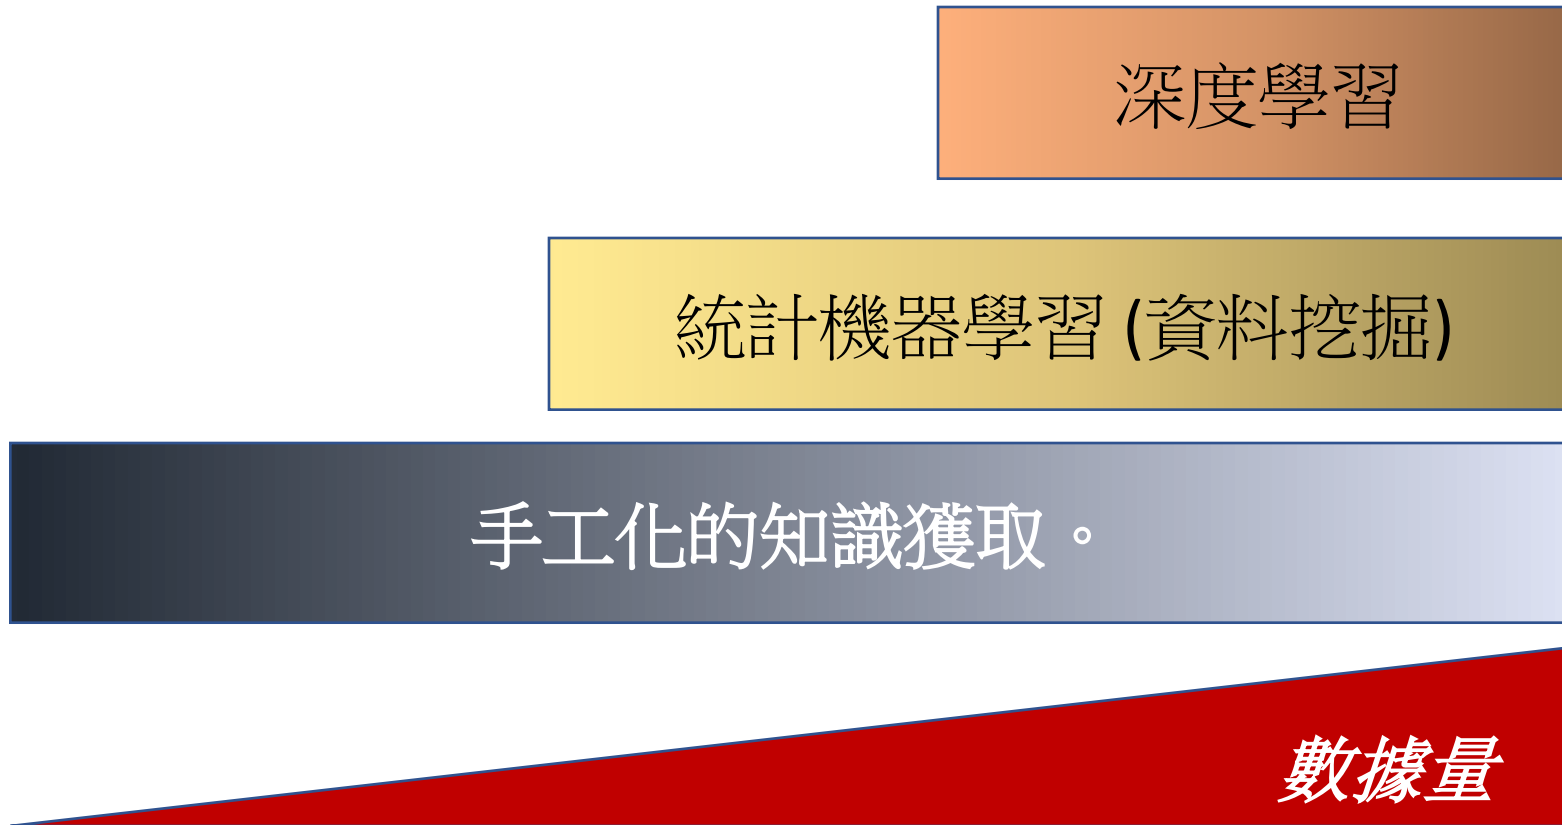 深度學習
統計機器學習 (資料挖掘)
手工化的知識獲取。
數據量